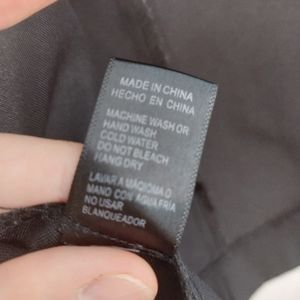 MADE IN CHINA
HECHO EN CHINA
MACHINE WASH OR
HAND WASH
COLD WATER
DO NOT BLEACH
HANG DRY
LAVAR A MAQIOMA O
MANO CON AGUA FRIA
NO USAR
BLANQUEADOR